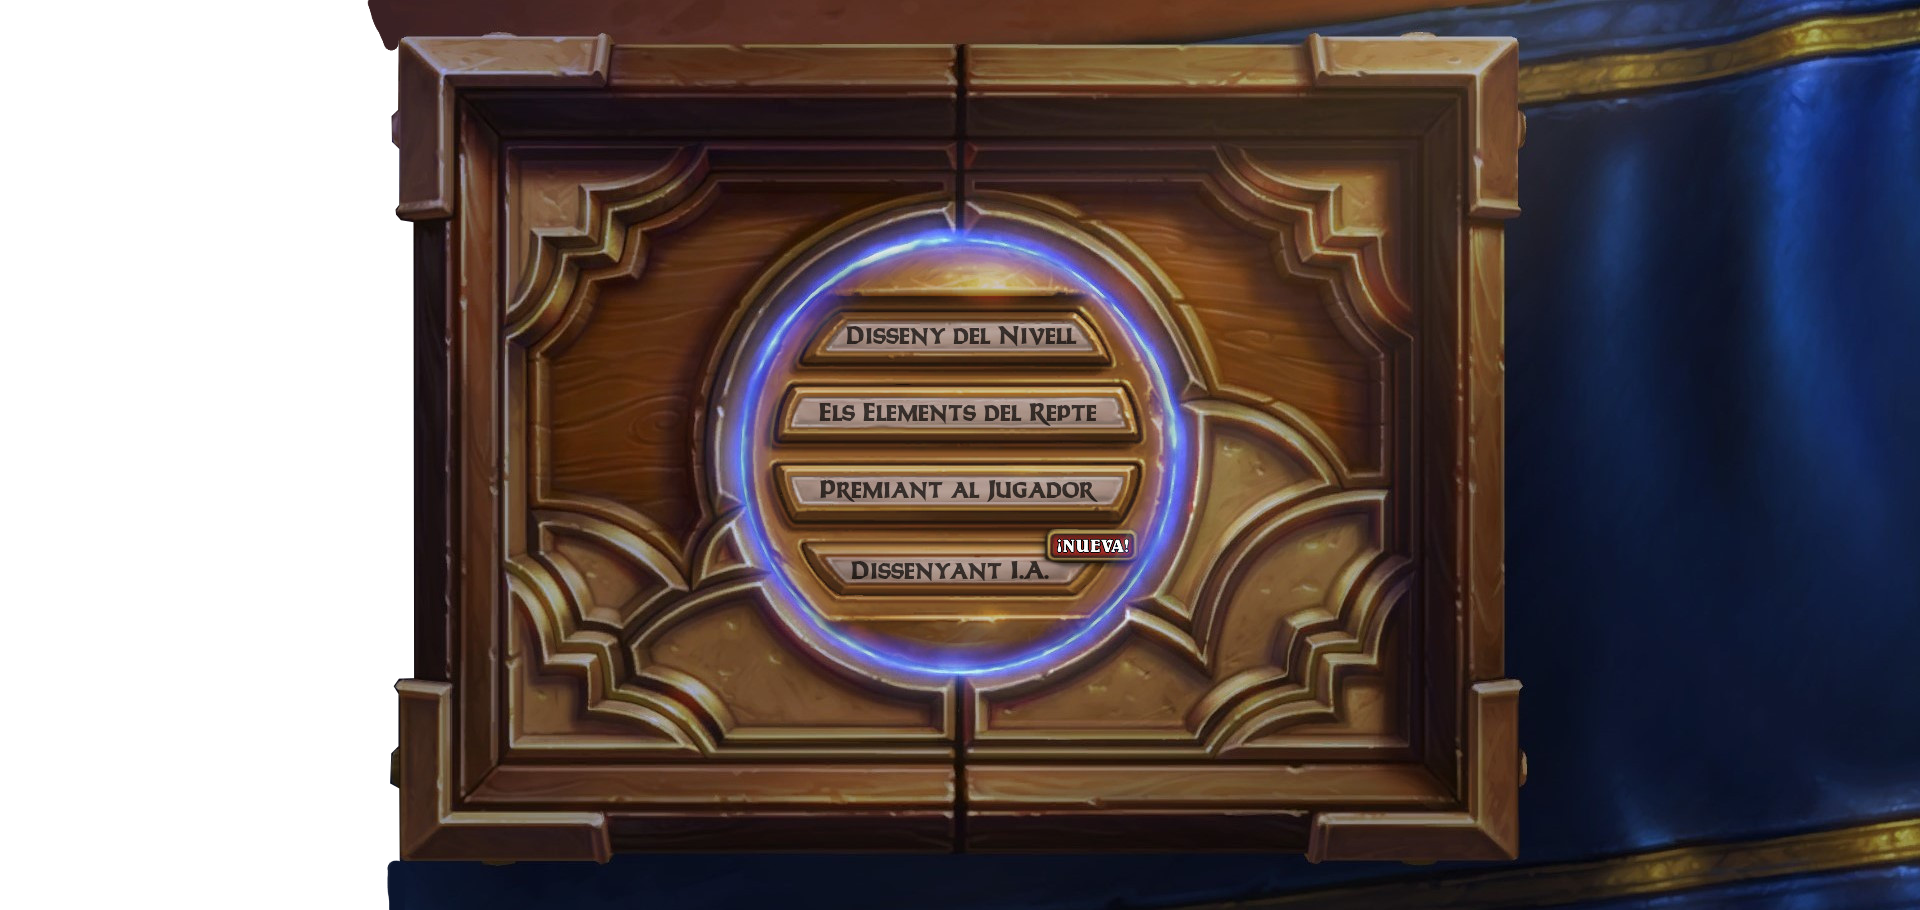 Disseny del Nivell
Els Elements del Repte
Premiant al Jugador
¡NUEVA!
Dissenyant I.A.